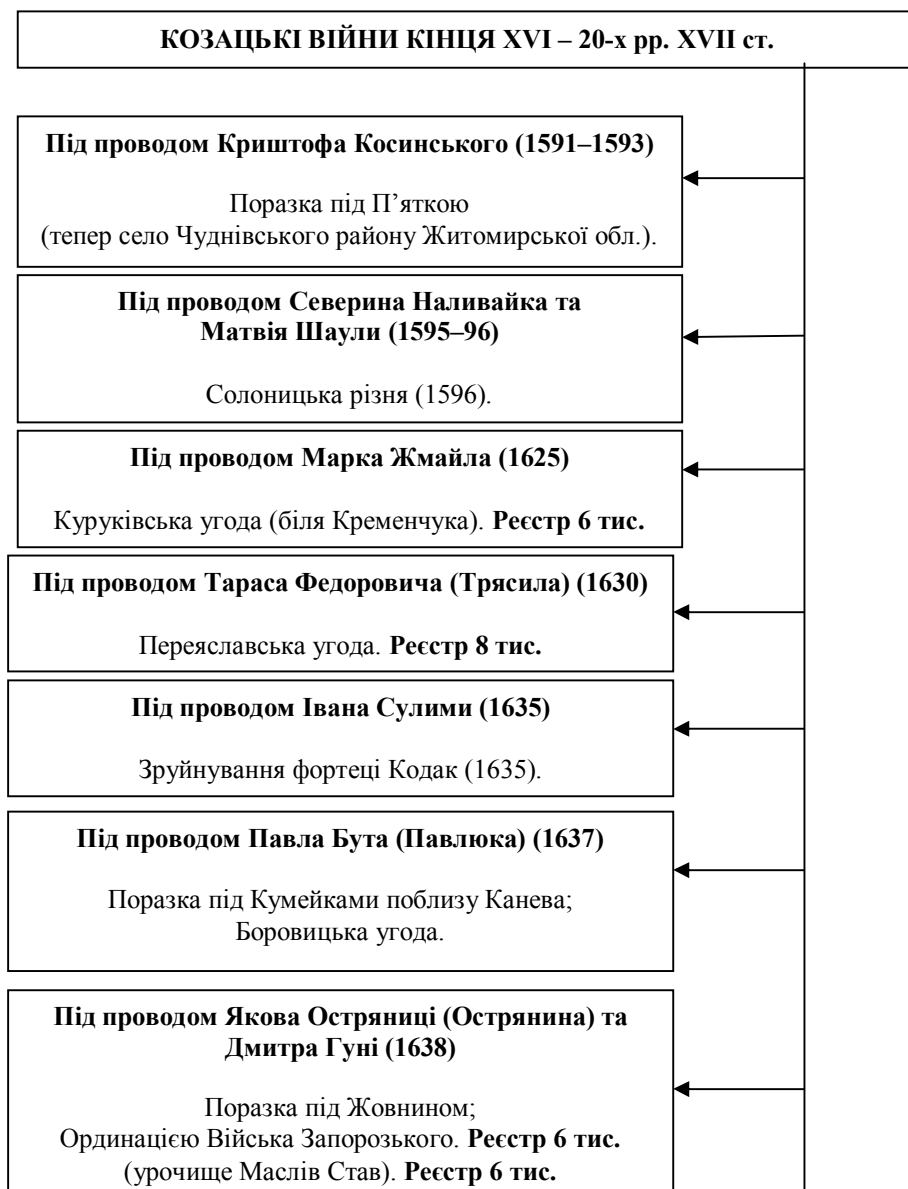 КОЗАЦЬКІ ВІЙНИ КІНЦЯ XVI – 20-х рр. XVII ст.
Під проводом Криштофа Косинського (1591–1593)
Поразка під П’яткою
(тепер село Чуднівського району Житомирської обл.).
Під проводом Северина Наливайка та
Матвія Шаули (1595–96)
Солоницька різня (1596).
Під проводом Марка Жмайла (1625)
Куруківська угода (біля Кременчука). Реєстр 6 тис.
Під проводом Тараса Федоровича (Трясила) (1630)
Переяславська угода. Реєстр 8 тис.
Під проводом Івана Сулими (1635)
Зруйнування фортеці Кодак (1635).
Під проводом Павла Бута (Павлюка) (1637)
Поразка під Кумейками поблизу Канева;
Боровицька угода.
Під проводом Якова Остряниці (Острянина) та
Дмитра Гуні (1638)
Поразка під Жовнином;
Ординацією Війська Запорозького. Реєстр 6 тис.
(урочище Маслів Став). Реєстр 6 тис.